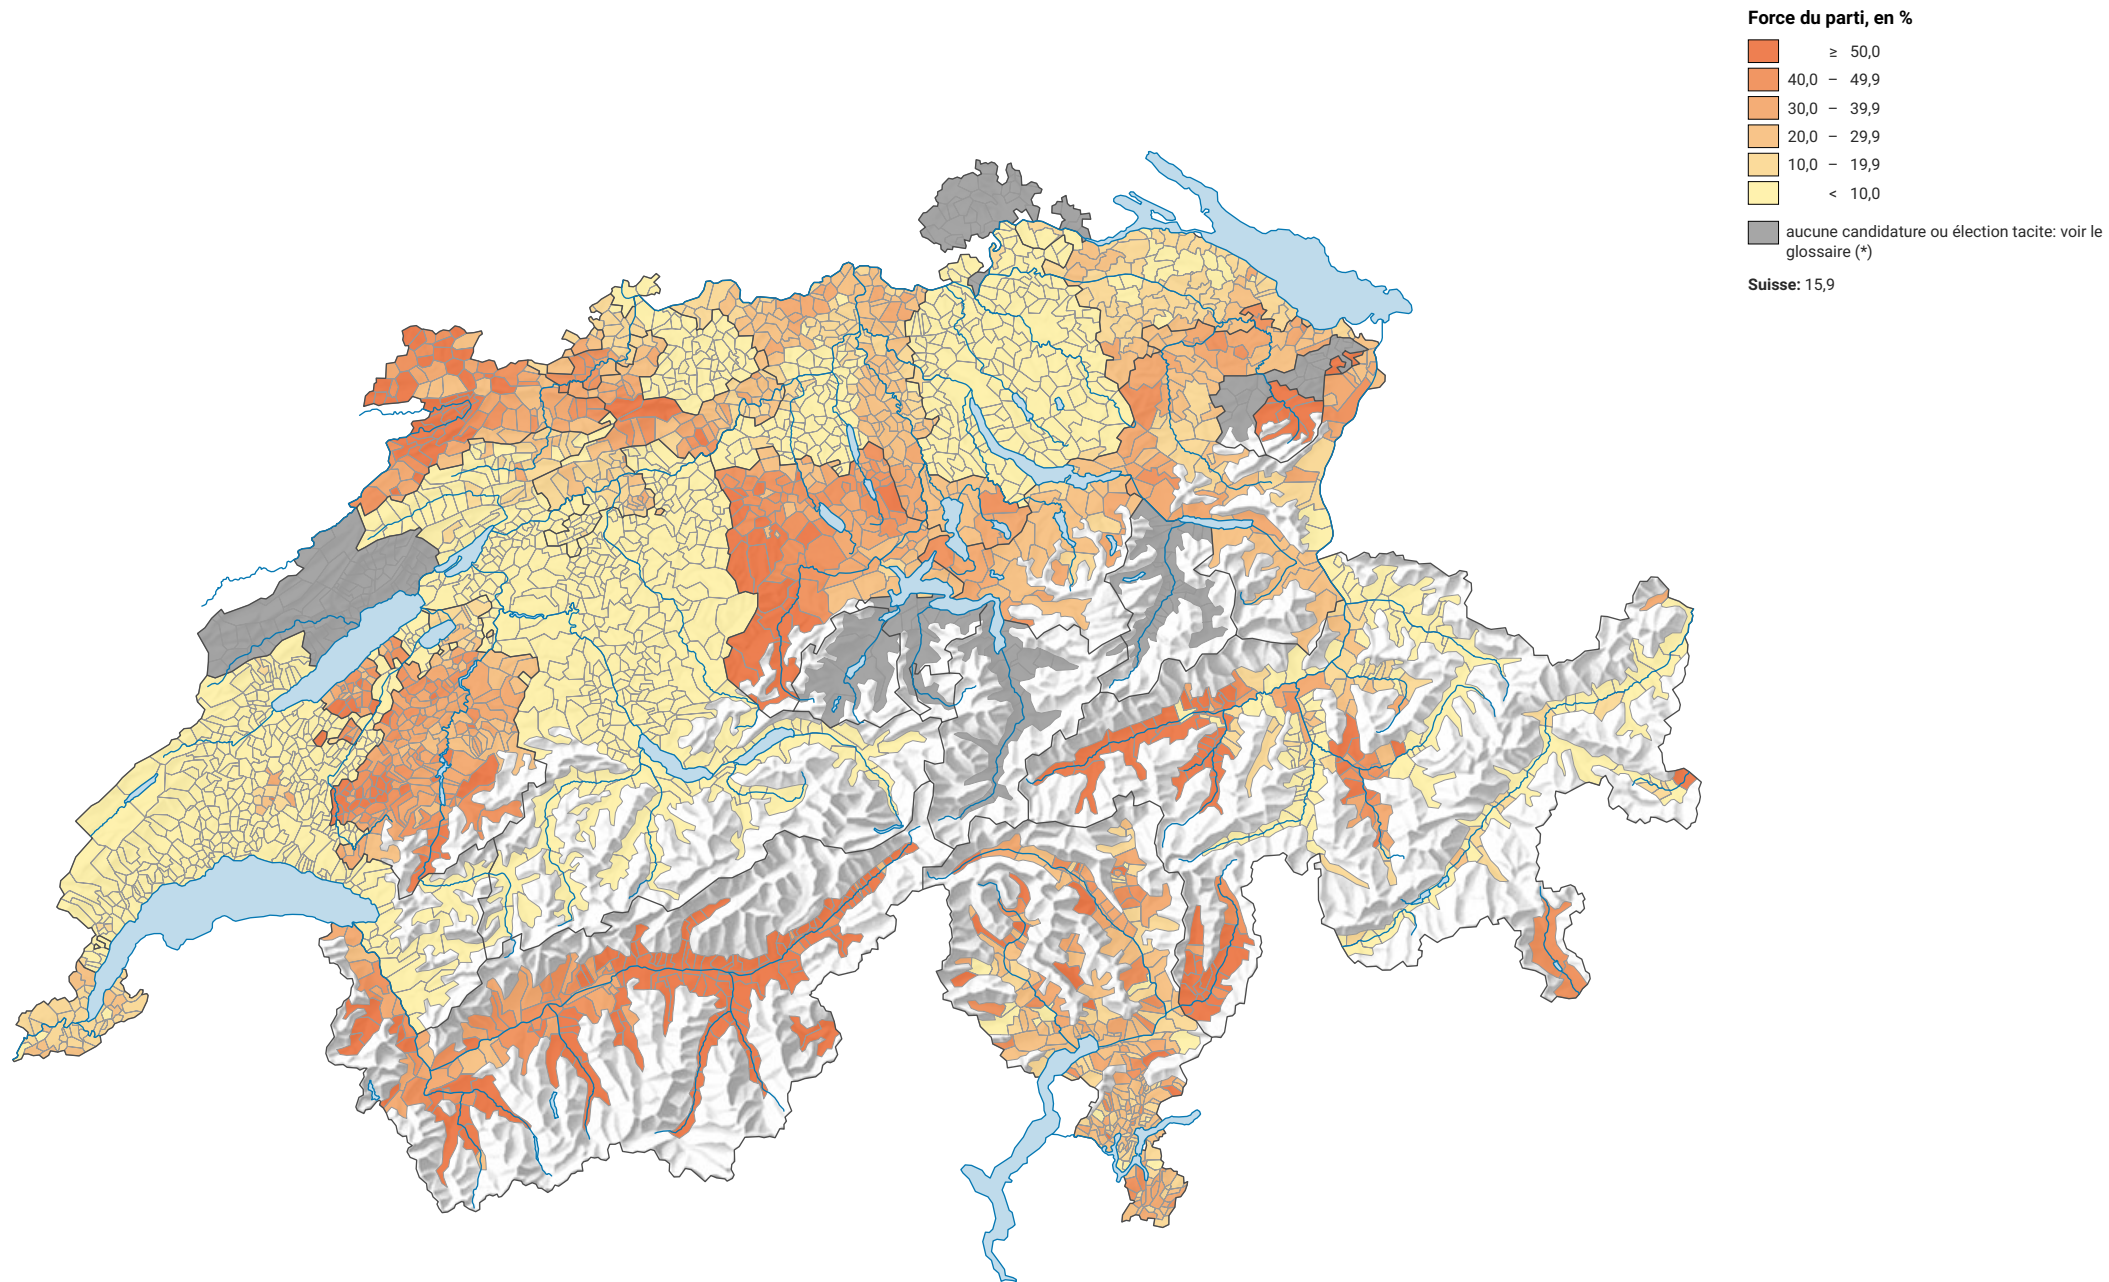 Force du parti, en %
≥ 50,0
40,0 – 49,9
30,0 – 39,9
20,0 – 29,9
10,0 – 19,9
< 10,0
aucune candidature ou élection tacite: voir le
glossaire (*)
Suisse: 15,9